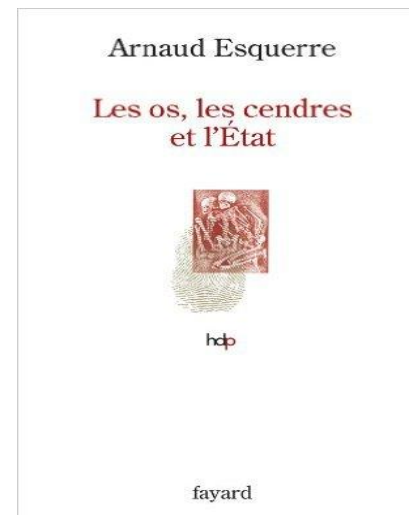 Arnaud Esquerre
Les os, les cendres
et l'État
hdp
fayard